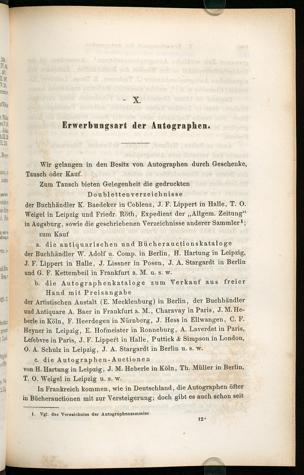 X.
Erwerbungsart der Autographen.
Wir gelangen in den Besitz von Autographen durch Geschenke,
Tausch oder Kauf.
Zum Tausch bieten Gelegenheit die gedruckten
Doublettenverzeichnisse
der Buchhändler K. Baedeker in Coblenz, J. F. Lippert in Halle, T. O.
Weigel in Leipzig und Friedr. Röth, Expedient der „Allgem. Zeitung“
in Augsburg, sowie die geschriebenen Verzeichnisse anderer Sammler¹;
zum Kauf
a. die antiquarischen und Bücherauctionskataloge
der Buchhändler W. Adolf u. Comp. in Berlin, H. Hartung in Leipzig,
J. F. Lippert in Halle, J. Lissner in Posen, J. A. Stargardt in Berlin
und G. F. Kettembeil in Frankfurt a. M. u. s. w.
b. die Autographenkataloge zum Verkauf aus freier
Hand mit Preisangabe
der Artistischen Anstalt (E. Mecklenburg) in Berlin, der Buchhändler
und Antiquare A. Baer in Frankfurt a. M., Charavay in Paris, J. M. He-
berle in Köln, F. Heerdegen in Nürnberg, J. Hess in Ellwangen, C. F.
Heyner in Leipzig, E. Hofmeister in Ronneburg, A. Laverdet in Paris,
Lefebvre in Paris, J. F. Lippert in Halle, Puttick & Simpson in London,
O. A. Schulz in Leipzig, J. A. Stargardt in Berlin u. s. w.
c. die Autographen-Auctionen
von H. Hartung in Leipzig, J. M. Heberle in Köln, Th. Müller in Berlin,
T. O. Weigel in Leipzig u. s. w.
In Frankreich kommen, wie in Deutschland, die Autographen öfter
in Bücherauctionen mit zur Versteigerung; doch gibt es auch schon seit
1. Vgl. das Verzeichniss der Autographensammler
12*